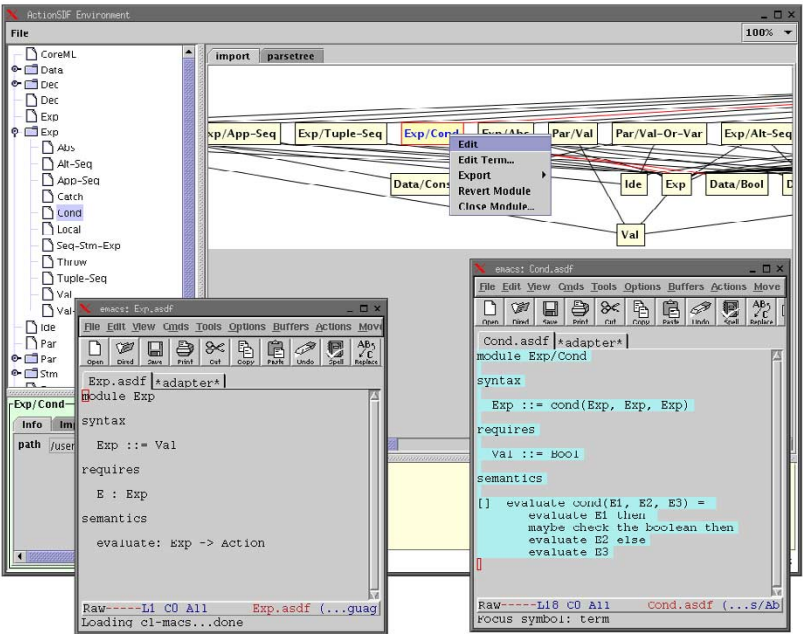 ActionSDF Environment
File
100%
CoreML
Data
Dec
Dec
Exp
Exp
Abs
Alt-Seq
App-Seq
Catch
Cond
Local
Seq-Stm-Exp
Throw
Tuple-Seq
Val
Val-
Ide
Par
Par
Stm
import parsetree
xp/App-Seq Exp/Tuple-Seq Exp/Cond Exp/Abs Par/Val Par/Val-Or-Var Exp/Alt-Seq
Data/Cons Ide Exp Data/Bool D
Val
Edit
Edit Term...
Export
Revert Module
Close Module...
Exp/Cond
Info Im
path /user
emacs: Exp.asdf
File Edit View Cmds Tools Options Buffers Actions Move
Open Dired Save Print Cut Copy Paste Undo Spell Replace
Exp.asdf *adapter*
module Exp
syntax
Exp ::= Val
requires
E : Exp
semantics
evaluate: Exp -> Action
Raw-----L1 C0 All Exp.asdf (...guag
Loading cl-macs...done
emacs: Cond.asdf
File Edit View Cmds Tools Options Buffers Actions Move
Open Dired Save Print Cut Copy Paste Undo Spell Replace
Cond.asdf *adapter*
module Exp/Cond
syntax
Exp ::= cond(Exp, Exp, Exp)
requires
Val ::= Bool
semantics
[] evaluate cond(E1, E2, E3) =
evaluate E1 then
maybe check the boolean then
evaluate E2 else
evaluate E3
Raw-----L18 C0 All Cond.asdf (...s/Ab
Focus symbol: term